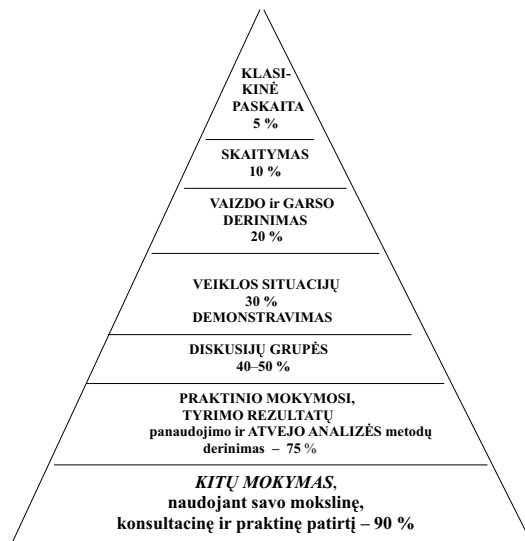 KLASI-
KINĖ
PASKAITA
5 %
SKAITYMAS
10 %
VAIZDO ir GARSO
DERINIMAS
20 %
VEIKLOS SITUACIJŲ
30 %
DEMONSTRAVIMAS
DISKUSIJŲ GRUPĖS
40–50 %
PRAKTINIO MOKYMOSI,
TYRIMO REZULTATŲ
panaudojimo ir ATVEJO ANALIZĖS metodų
derinimas – 75 %
KITŲ MOKYMAS,
naudojant savo mokslinę,
konsultacinę ir praktinę patirtį – 90 %